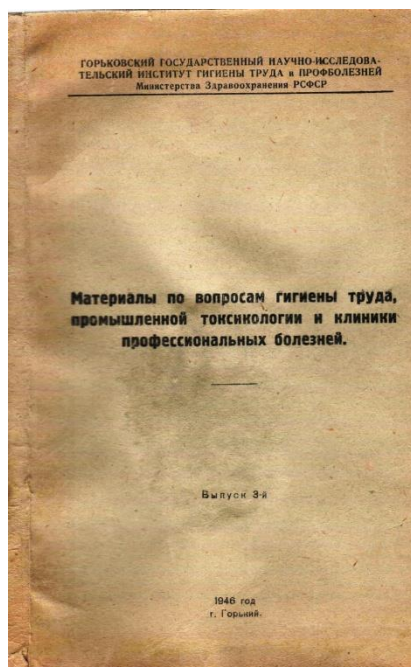 ГОРЬКОВСКИЙ ГОСУДАРСТВЕННЫЙ НАУЧНО-ИССЛЕДОВА-
ТЕЛЬСКИЙ ИНСТИТУТ ГИГИЕНЫ ТРУДА и ПРОФБОЛЕЗНЕЙ
Министерства Здравоохранения РСФСР
Материалы по вопросам гигиены труда,
промышленной токсикологии и клиники
профессиональных болезней.
Выпуск 3-й
1946 год
г. Горький.